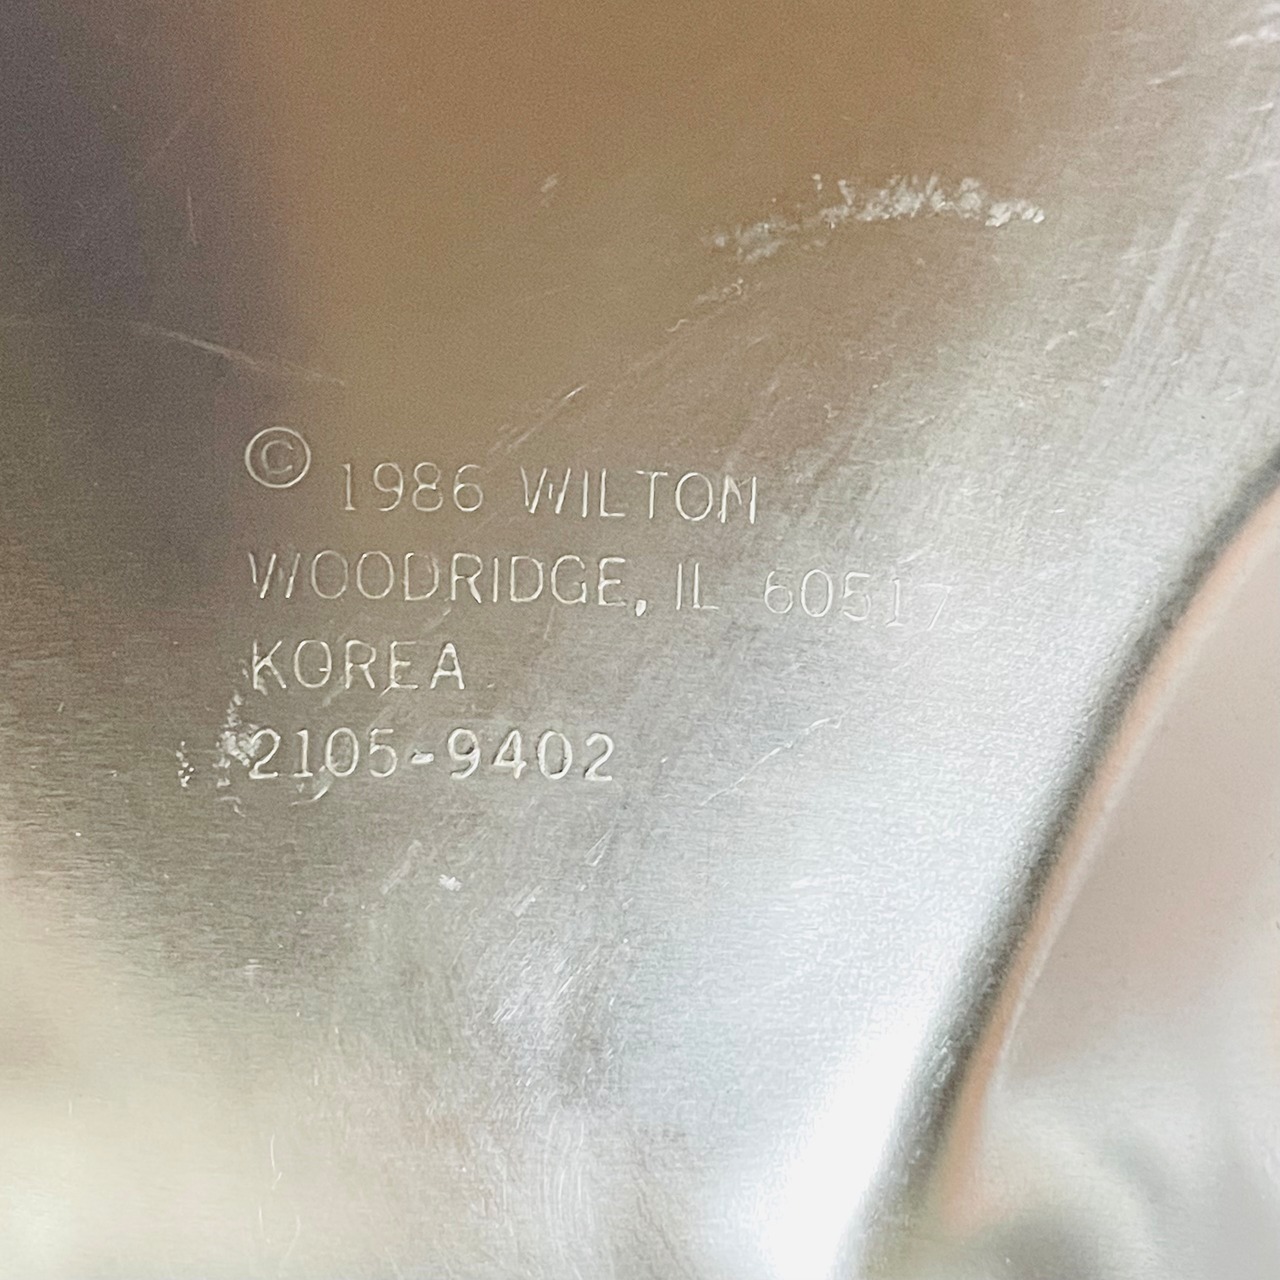 © 1986 WILTON
WOODRIDGE, IL 60517
KOREA
2105-9402